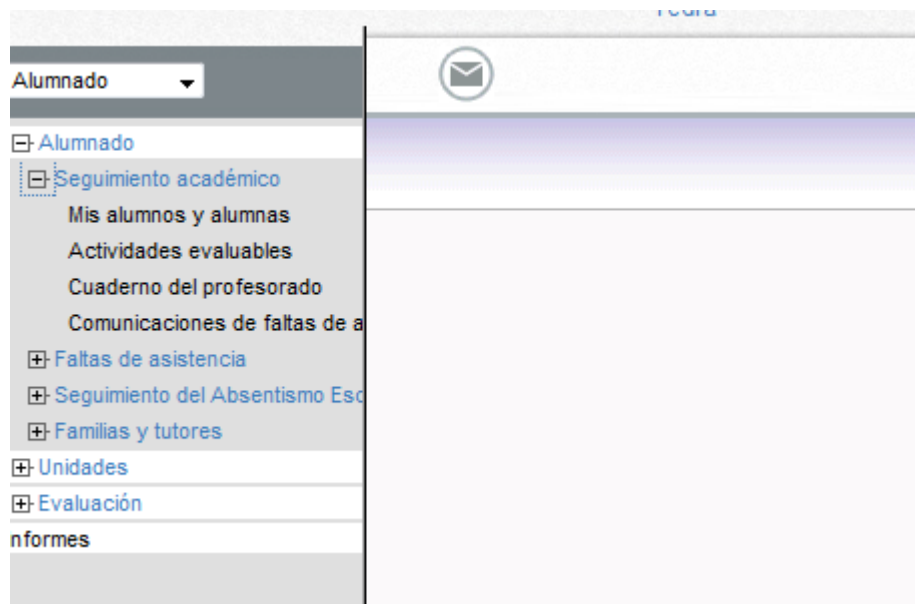 Alumnado
Alumnado
Seguimiento académico
Mis alumnos y alumnas
Actividades evaluables
Cuaderno del profesorado
Comunicaciones de faltas de a
Faltas de asistencia
Seguimiento del Absentismo Esc
Familias y tutores
Unidades
Evaluación
nformes